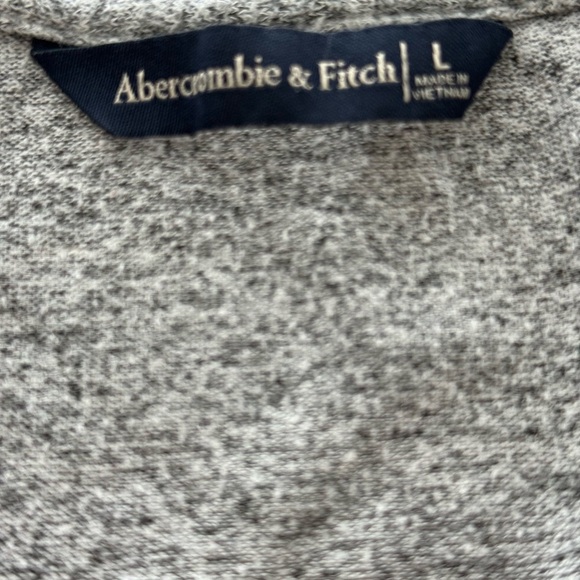 Abercrombie & Fitch L
MADE IN
VIETNAM